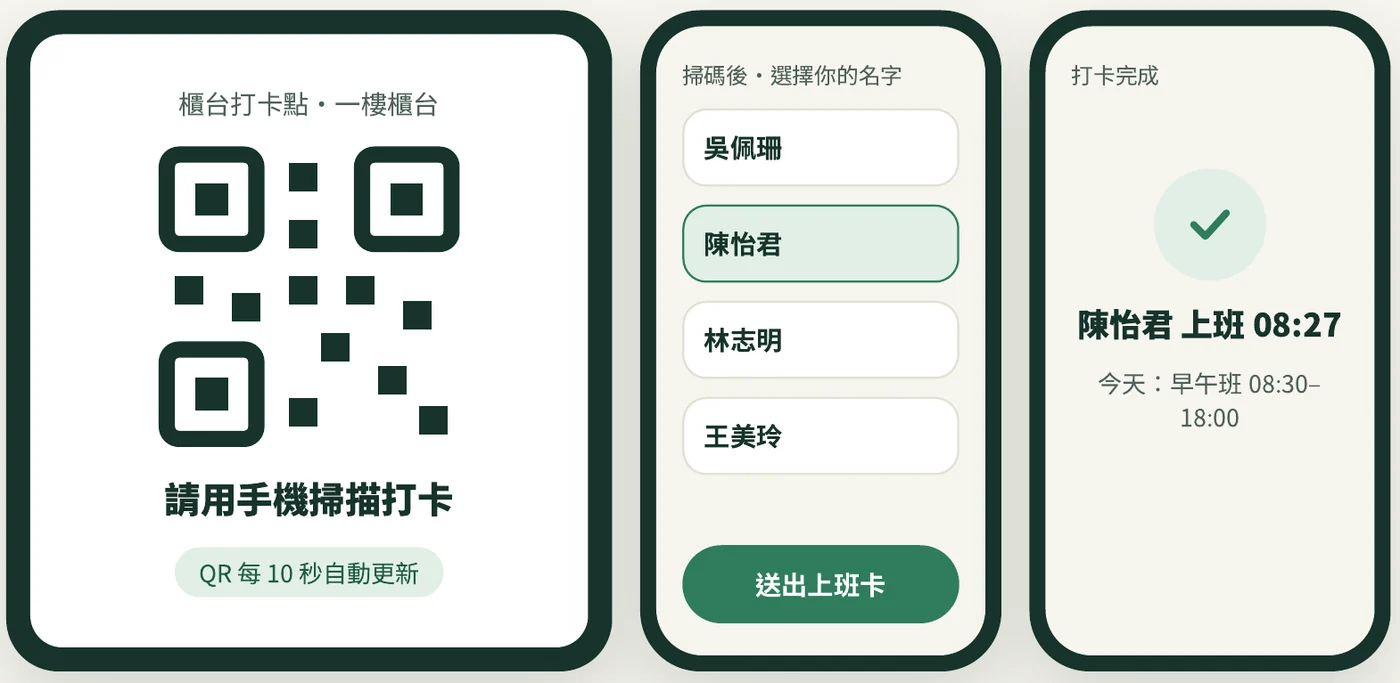 櫃台打卡點・一樓櫃台
請用手機掃描打卡
QR 每 10 秒自動更新
掃碼後・選擇你的名字
吳佩珊
陳怡君
林志明
王美玲
送出上班卡
打卡完成
陳怡君 上班 08:27
今天：早午班 08:30–
18:00